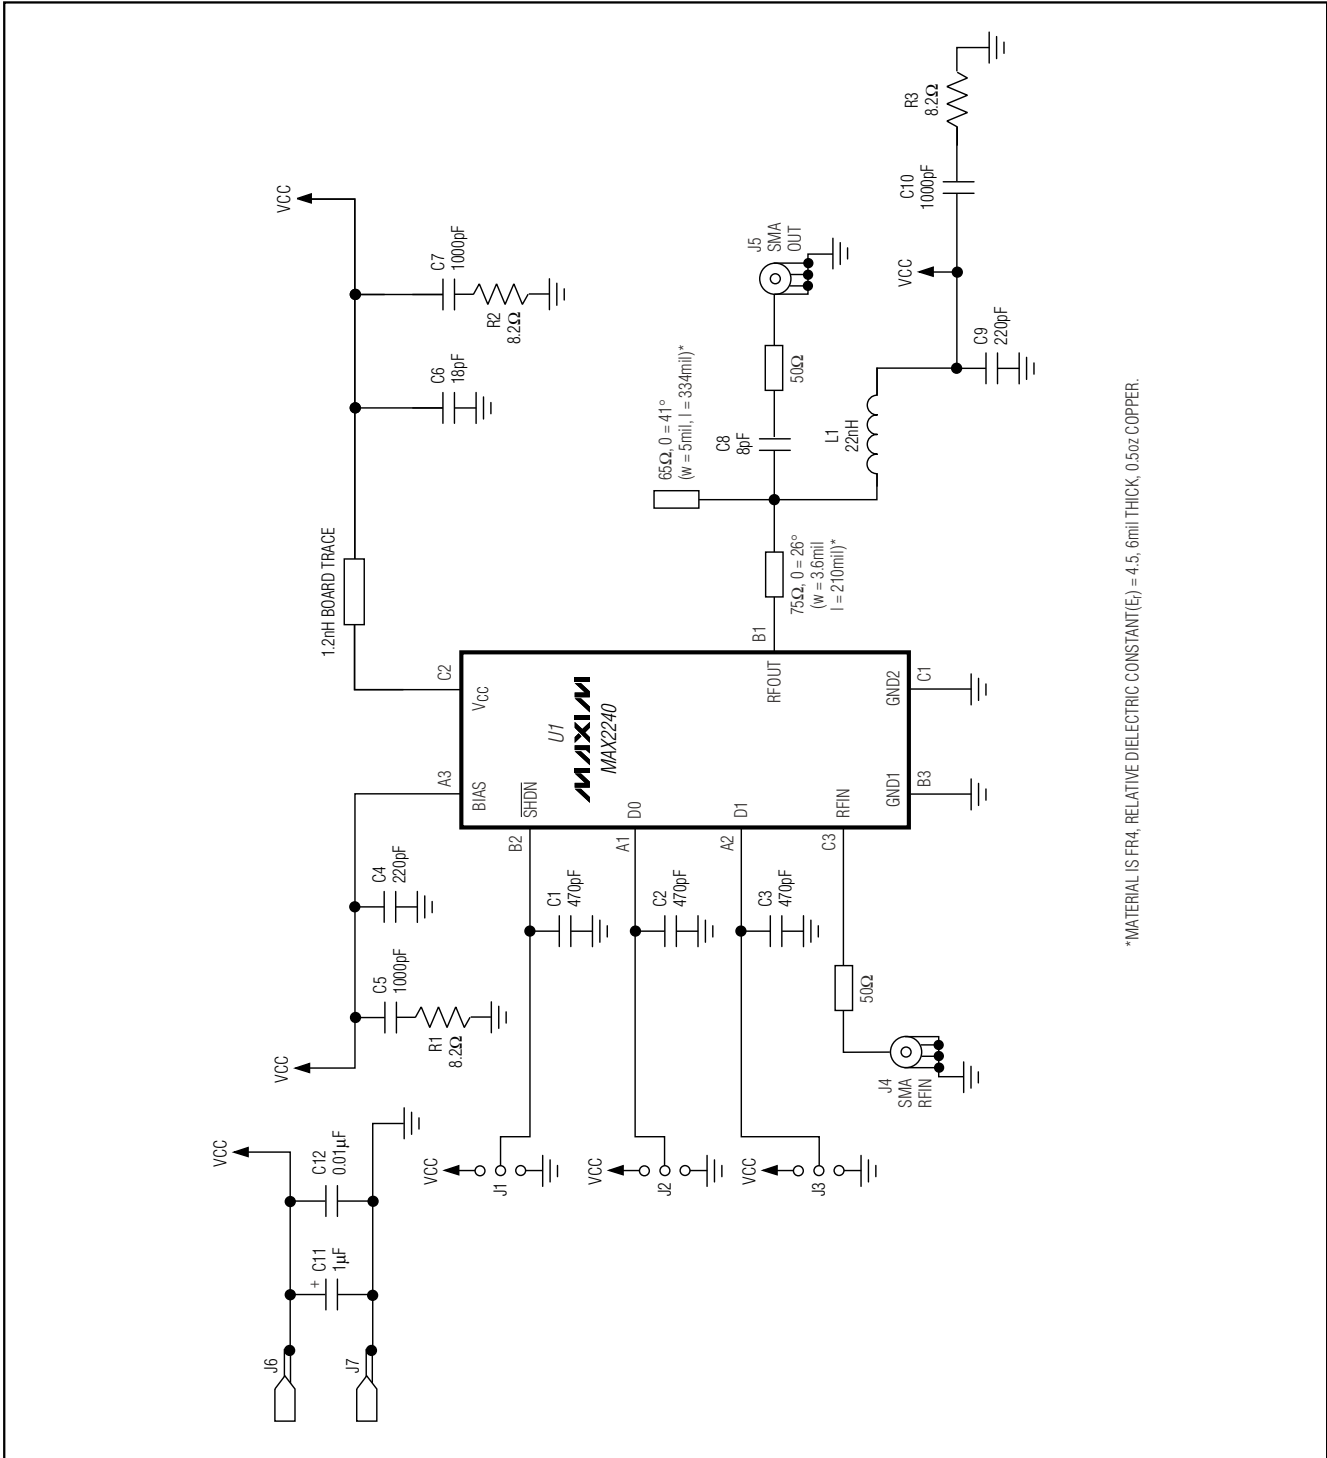 J6
J7
+
C11
1µF
C12
0.01µF
VCC
VCC
C5
1000pF
R1
8.2Ω
C4
220pF
A3
BIAS
1.2nH BOARD TRACE
C2
VCC
C6
18pF
C7
1000pF
R2
8.2Ω
VCC
VCC
J1
C1
470pF
B2
SHDN
VCC
J2
C2
470pF
A1
D0
VCC
J3
C3
470pF
A2
D1
J4
SMA
RFIN
50Ω
C3
RFIN
U1
MAXIM
MAX2240
GND1
B3
GND2
C1
RFOUT
B1
75Ω, 0 = 26°
(w = 3.6mil
l = 210mil)*
65Ω, 0 = 41°
(w = 5mil, l = 334mil)*
C8
8pF
50Ω
J5
SMA
OUT
L1
22nH
C9
220pF
VCC
C10
1000pF
R3
8.2Ω
*MATERIAL IS FR4, RELATIVE DIELECTRIC CONSTANT(Er) = 4.5, 6mil THICK, 0.5oz COPPER.